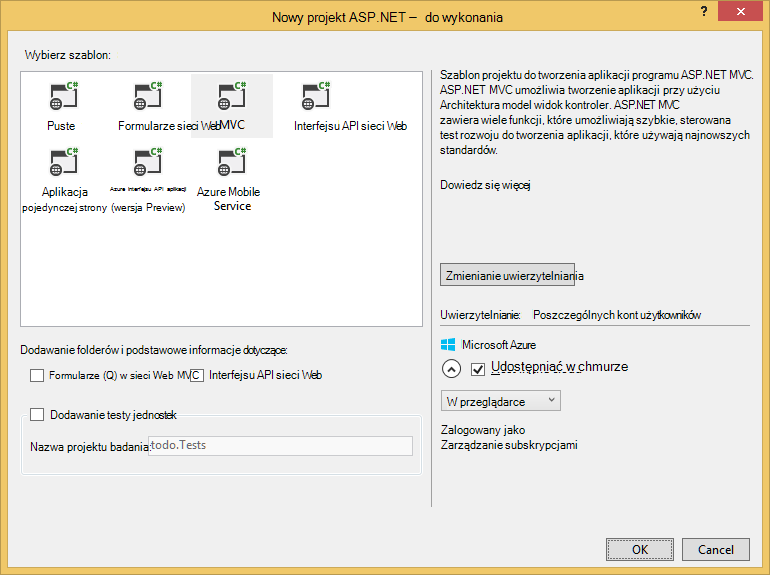 Nowy projekt ASP.NET – do wykonania
?
Wybierz szablon:
Puste
Formularze sieci Web
MVC
Interfejsu API sieci Web
Aplikacja
pojedynczej strony
Azure Interfejsu API aplikacji
(wersja Preview)
Azure Mobile
Service
Szablon projektu do tworzenia aplikacji programu ASP.NET MVC.
ASP.NET MVC umożliwia tworzenie aplikacji przy użyciu
Architektura model widok kontroler. ASP.NET MVC
zawiera wiele funkcji, które umożliwiają szybkie, sterowana
test rozwoju do tworzenia aplikacji, które używają najnowszych
standardów.
Dowiedz się więcej
Zmienianie uwierzytelniania
Uwierzytelnianie: Poszczególnych kont użytkowników
Microsoft Azure
Udostępniać w chmurze
W przeglądarce
Zalogowany jako
Zarządzanie subskrypcjami
Dodawanie folderów i podstawowe informacje dotyczące:
Formularze (Q) w sieci Web MVC
Interfejsu API sieci Web
Dodawanie testy jednostek
Nazwa projektu badania:
todo.Tests
OK
Cancel